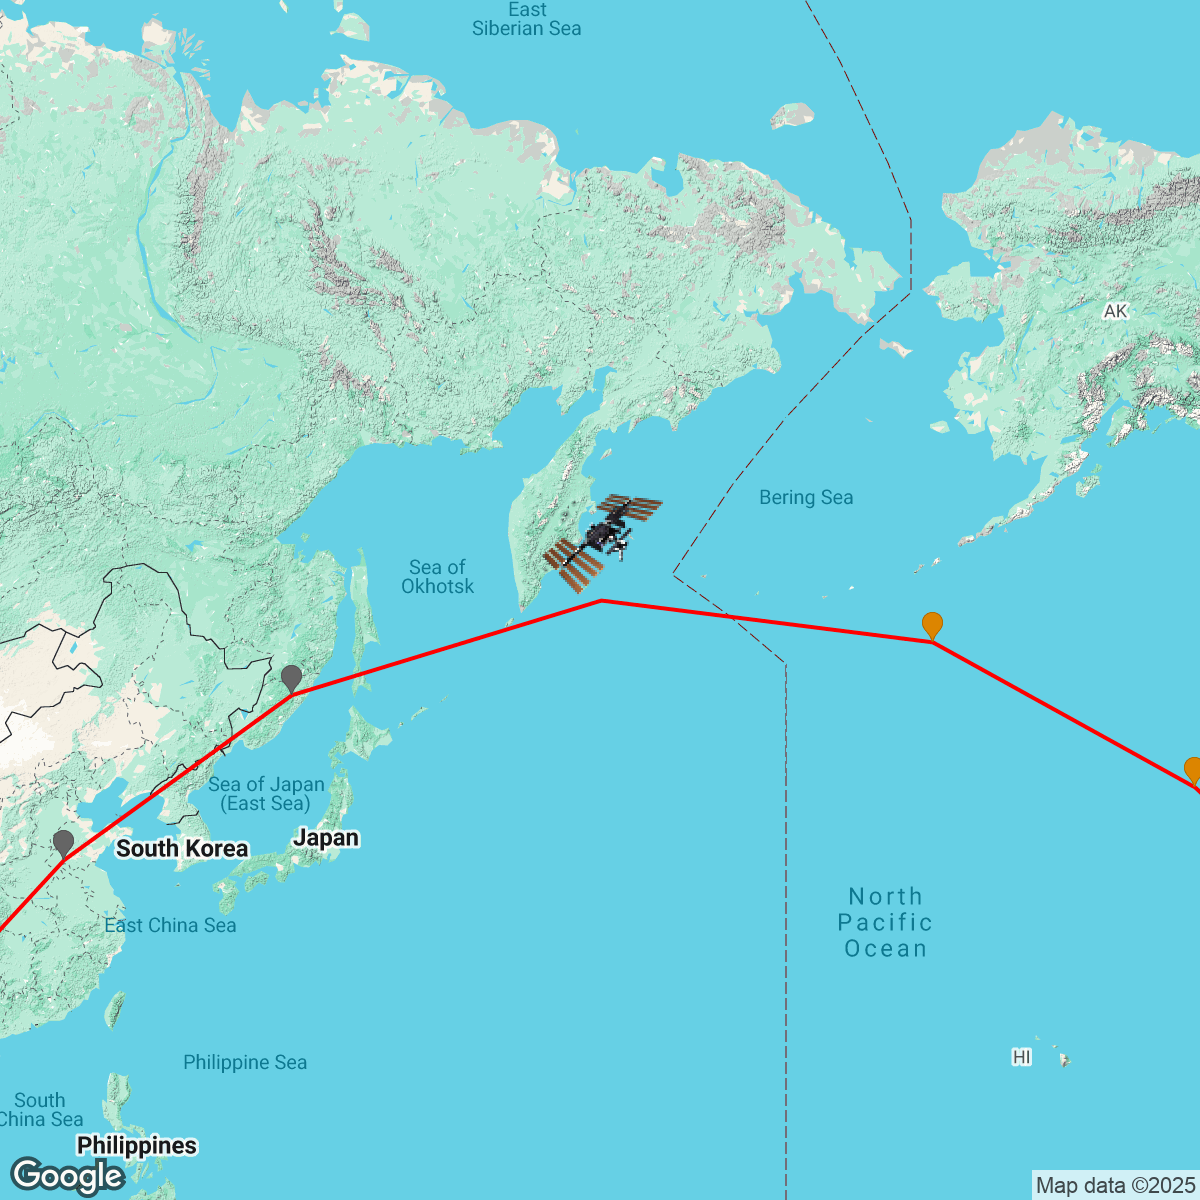 East
Siberian Sea
AK
Bering Sea
Sea of
Okhotsk
Sea of Japan
(East Sea)
Japan
South Korea
North
Pacific
Ocean
East China Sea
HI
Philippine Sea
South
China Sea
Philippines
Google
Map data ©2025